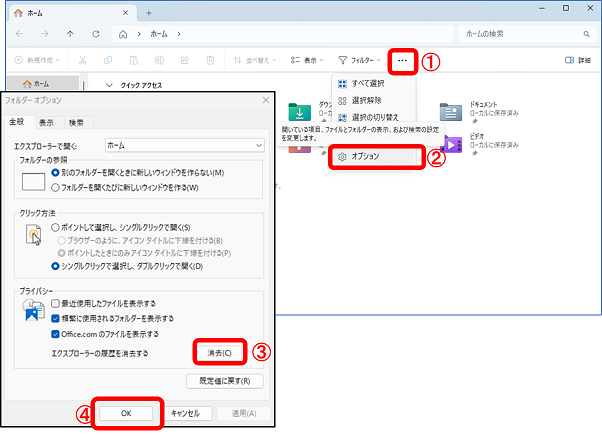 ホーム
ホーム
ホームの検索
新規作成
並べ替え
表示
フィルター
①
詳細
ホーム
クイック アクセス
すべて選択
選択解除
選択の切り替え
ダウ
ドキュメント
ローカルに保存済み
開いている項目、ファイルとフォルダーの表示、および検索の設定
を変更します。
ビデオ
ローカルに保存済み
オプション
②
フォルダー オプション
全般
表示
検索
エクスプローラーで開く:
ホーム
フォルダーの参照
別のフォルダーを開くときに新しいウィンドウを作らない(M)
フォルダーを開くたびに新しいウィンドウを作る(W)
クリック方法
ポイントして選択し、シングルクリックで開く(S)
ブラウザーのように、アイコン タイトルに下線を付ける(B)
ポイントしたときにのみアイコン タイトルに下線を付ける(P)
シングルクリックで選択し、ダブルクリックで開く(D)
プライバシー
最近使用したファイルを表示する
頻繁に使用されるフォルダーを表示する
Office.com のファイルを表示する
エクスプローラーの履歴を消去する
消去(C)
③
既定値に戻す(R)
④
OK
キャンセル
適用(A)